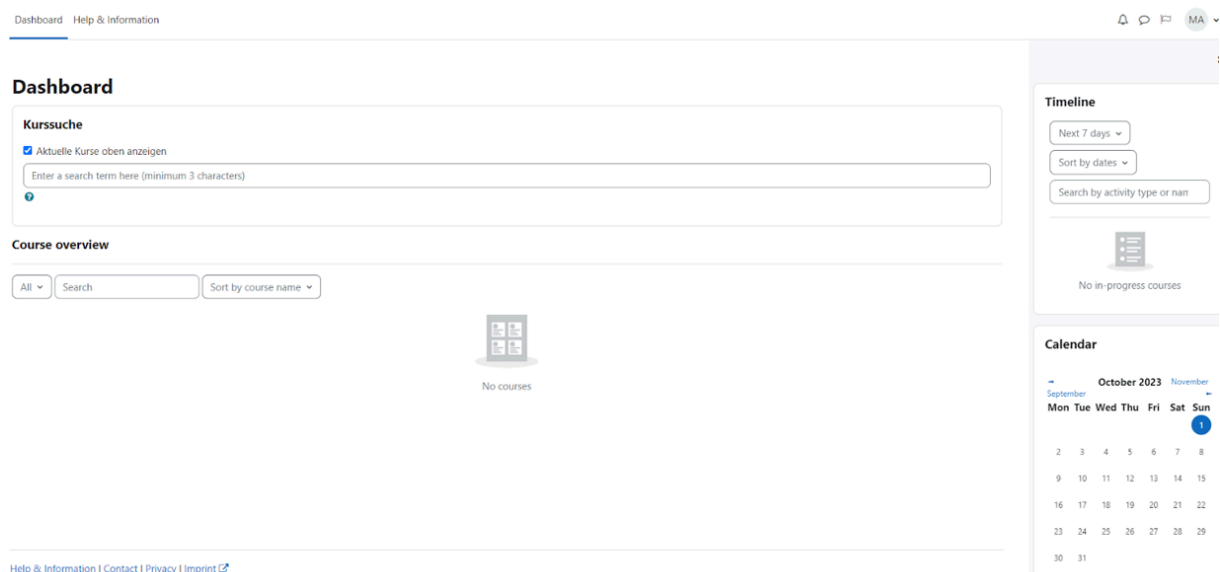 Dashboard Help & Information
MA
Dashboard
Kurssuche
Aktuelle Kurse oben anzeigen
Enter a search term here (minimum 3 characters)
Course overview
All Search Sort by course name
No courses
Timeline
Next 7 days
Sort by dates
Search by activity type or nam
No in-progress courses
Calendar
October 2023 November
September
Mon Tue Wed Thu Fri Sat Sun
1
2 3 4 5 6 7 8
9 10 11 12 13 14 15
16 17 18 19 20 21 22
23 24 25 26 27 28 29
30 31
Help & Information | Contact | Privacy | Imprint